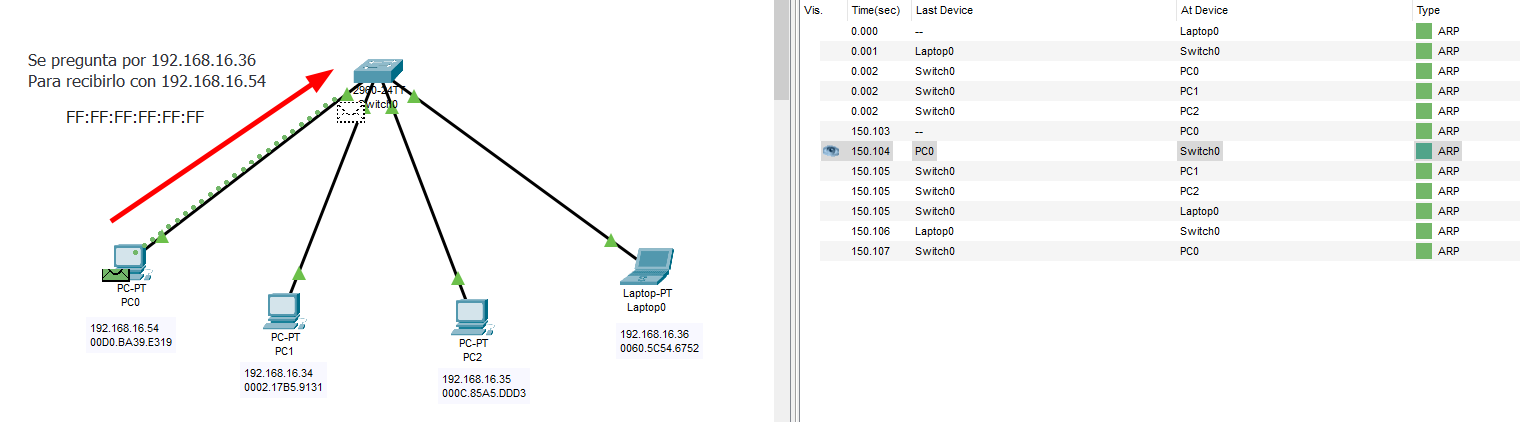 Se pregunta por 192.168.16.36
Para recibirlo con 192.168.16.54
FF:FF:FF:FF:FF:FF
2960-24TT
Switch0
PC-PT
PC0
192.168.16.54
00D0.BA39.E319
PC-PT
PC1
192.168.16.34
0002.17B5.9131
PC-PT
PC2
192.168.16.35
000C.85A5.DDD3
Laptop-PT
Laptop0
192.168.16.36
0060.5C54.6752
Vis. Time(sec) Last Device At Device Type
0.000 -- Laptop0 ARP
0.001 Laptop0 Switch0 ARP
0.002 Switch0 PC0 ARP
0.002 Switch0 PC1 ARP
0.002 Switch0 PC2 ARP
150.103 -- PC0 ARP
150.104 PC0 Switch0 ARP
150.105 Switch0 PC1 ARP
150.105 Switch0 PC2 ARP
150.105 Switch0 Laptop0 ARP
150.106 Laptop0 Switch0 ARP
150.107 Switch0 PC0 ARP